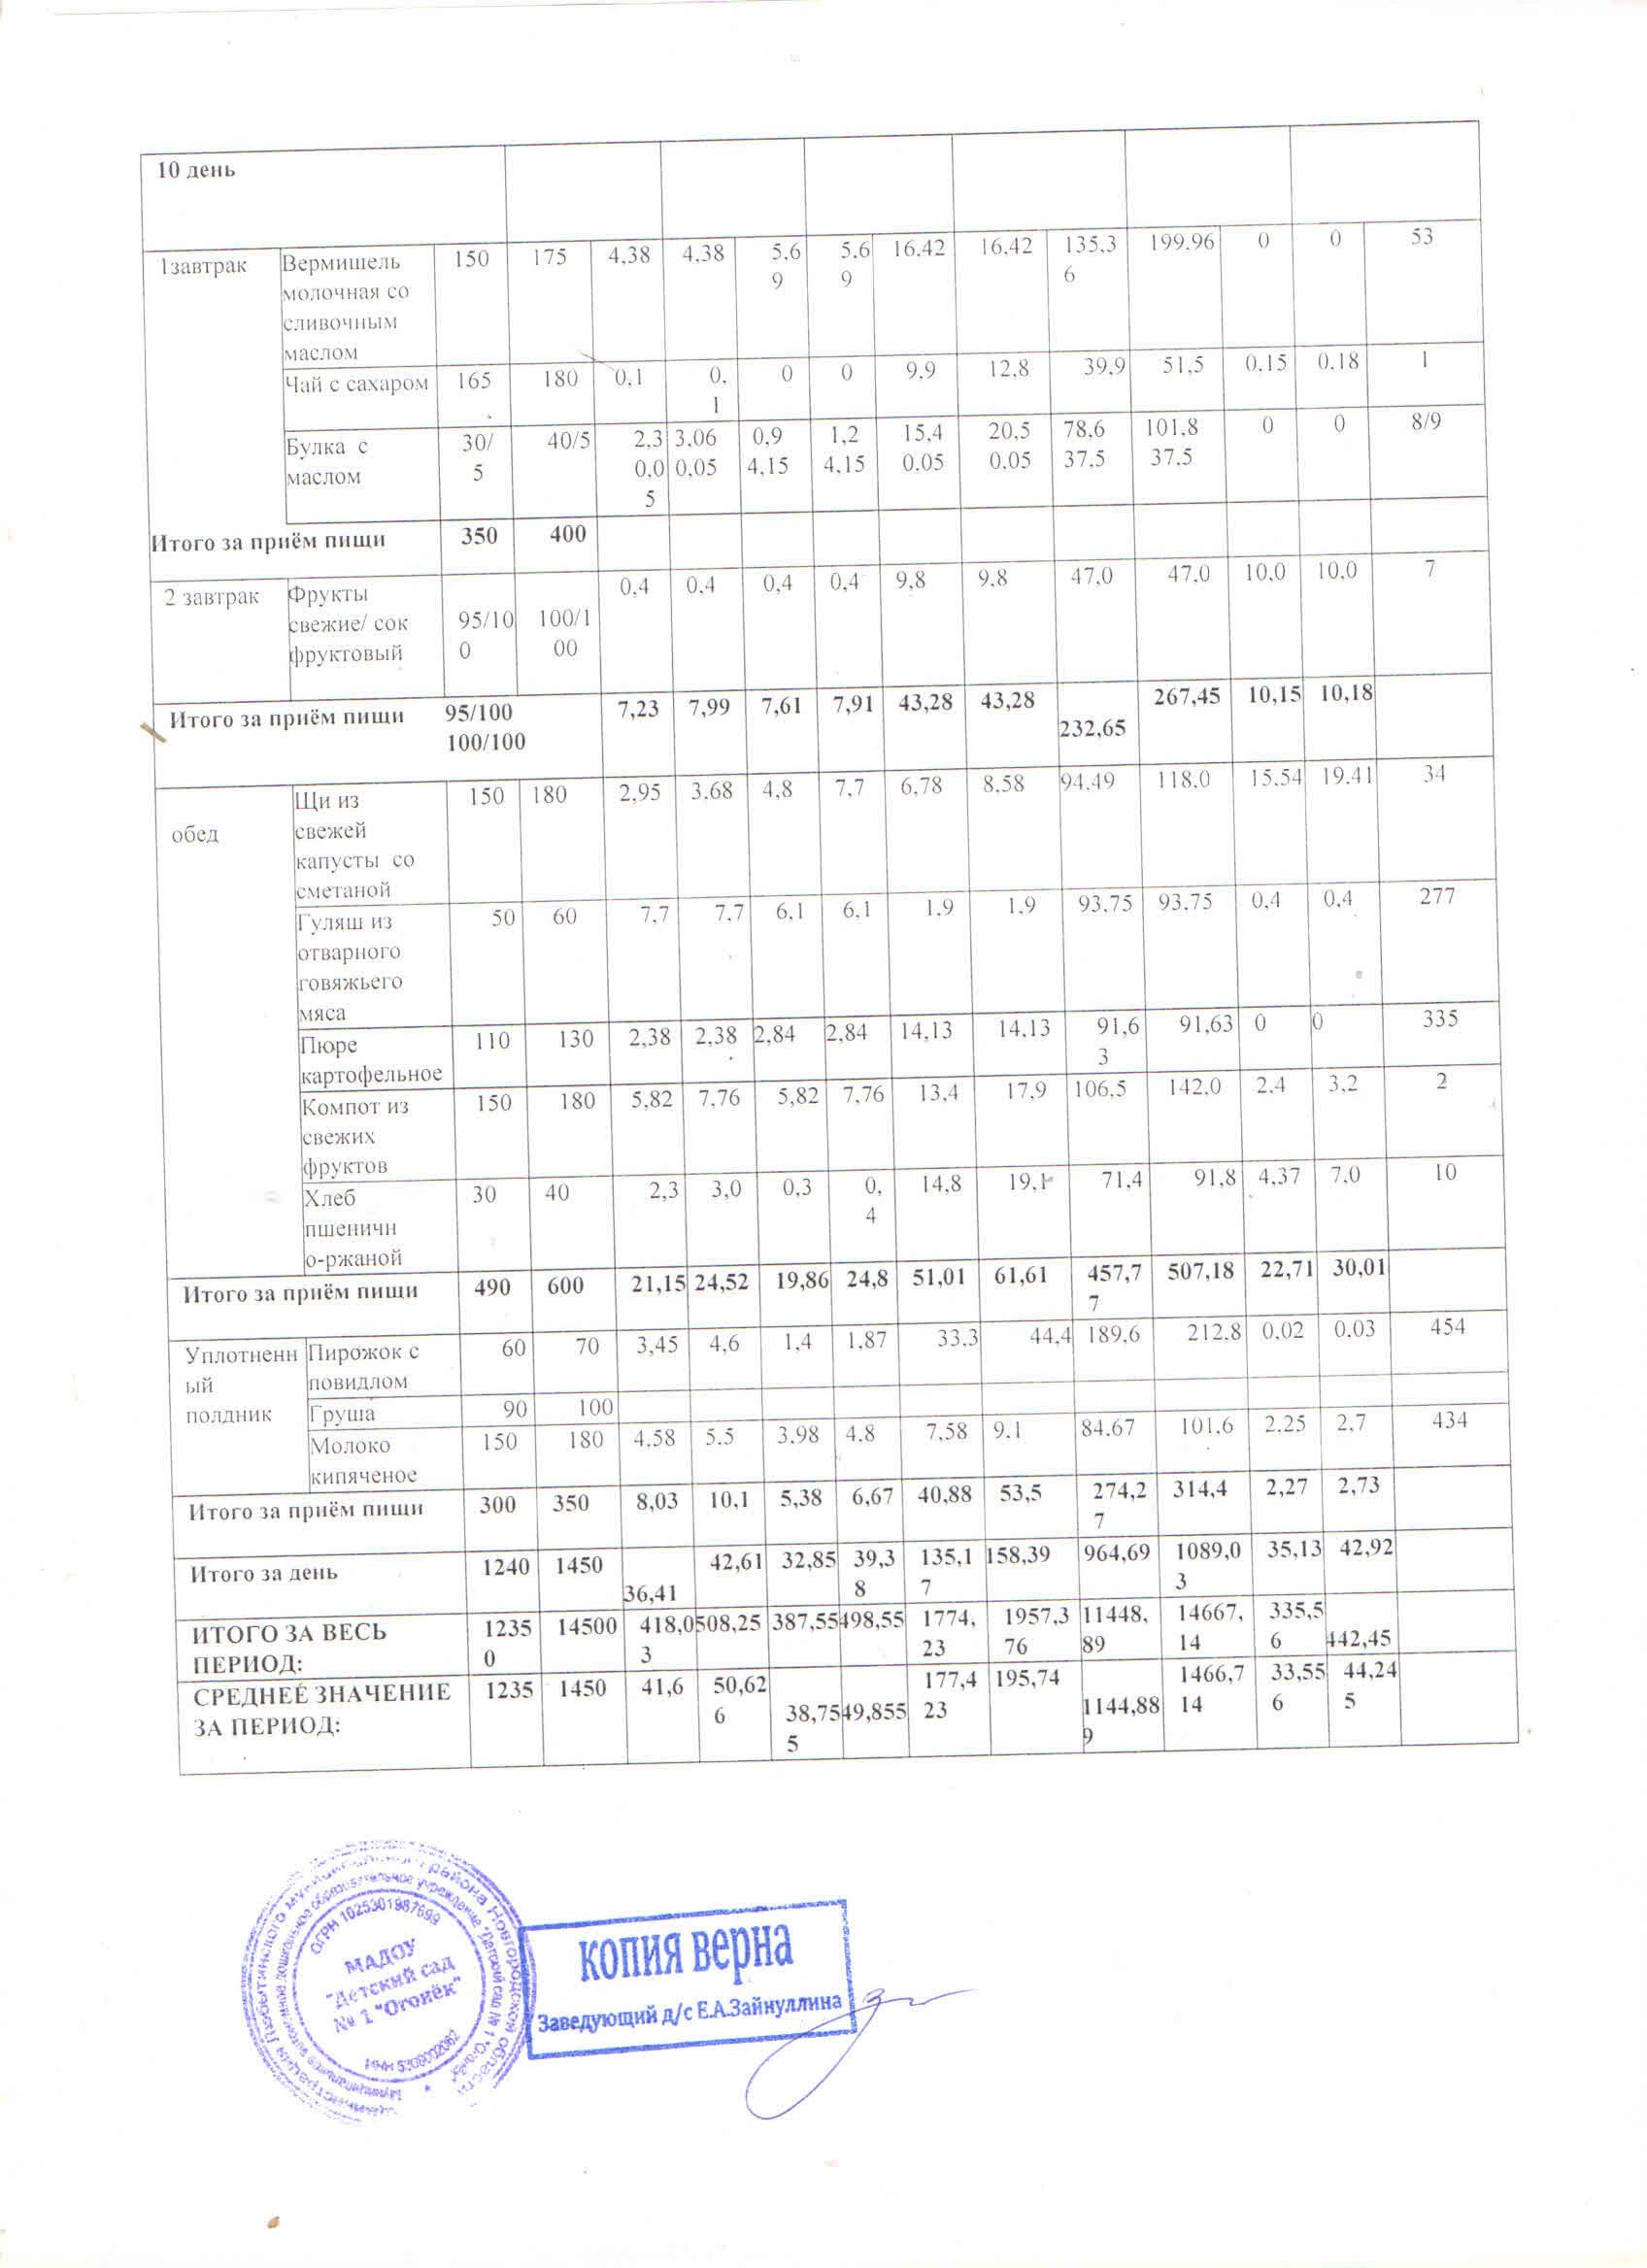 10 день
1завтрак Вермишель молочная со сливочным маслом 150 175 4,38 4,38 5,69 5,69 16,42 16,42 135,36 199,96 0 0 53
Чай с сахаром 165 180 0,1 0,1 0 0 9,9 12,8 39,9 51,5 0,15 0,18 1
Булка с маслом 30/5 40/5 2,3 0,05 3,06 0,05 0,9 4,15 1,2 4,15 15,4 0,05 20,5 0,05 78,6 37,5 101,8 37,5 0 0 8/9
Итого за приём пищи 350 400
2 завтрак Фрукты свежие/ сок фруктовый 95/100 100/100 0,4 0,4 0,4 0,4 9,8 9,8 47,0 47,0 10,0 10,0 7
Итого за приём пищи 95/100 100/100 7,23 7,99 7,61 7,91 43,28 43,28 232,65 267,45 10,15 10,18
обед Щи из свежей капусты со сметаной 150 180 2,95 3,68 4,8 7,7 6,78 8,58 94,49 118,0 15,54 19,41 34
Гуляш из отварного говяжьего мяса 50 60 7,7 7,7 6,1 6,1 1,9 1,9 93,75 93,75 0,4 0,4 277
Пюре картофельное 110 130 2,38 2,38 2,84 2,84 14,13 14,13 91,63 91,63 0 0 335
Компот из свежих фруктов 150 180 5,82 7,76 5,82 7,76 13,4 17,9 106,5 142,0 2,4 3,2 2
Хлеб пшенично-ржаной 30 40 2,3 3,0 0,3 0,4 14,8 19,1 71,4 91,8 4,37 7,0 10
Итого за приём пищи 490 600 21,15 24,52 19,86 24,8 51,01 61,61 457,77 507,18 22,71 30,01
Уплотненный полдник Пирожок с повидлом 60 70 3,45 4,6 1,4 1,87 33,3 44,4 189,6 212,8 0,02 0,03 454
Груша 90 100
Молоко кипяченое 150 180 4,58 5,5 3,98 4,8 7,58 9,1 84,67 101,6 2,25 2,7 434
Итого за приём пищи 300 350 8,03 10,1 5,38 6,67 40,88 53,5 274,27 314,4 2,27 2,73
Итого за день 1240 1450 36,41 42,61 32,85 39,38 135,17 158,39 964,69 1089,03 35,13 42,92
ИТОГО ЗА ВЕСЬ ПЕРИОД: 12350 14500 418,03 508,25 387,55 498,55 1774,23 1957,376 11448,89 14667,14 335,56 442,45
СРЕДНЕЕ ЗНАЧЕНИЕ ЗА ПЕРИОД: 1235 1450 41,6 50,626 38,755 49,855 177,423 195,74 1144,889 1466,714 33,556 44,245
района Новгородской области
дошкольное образовательное учреждение "Детский сад № 1 "Огонёк"
ОГРН 1025301987699
МАДОУ
"Детский сад
№ 1 "Огонёк"
КОПИЯ ВЕРНА
Заведующий д/с Е.А.Зайнуллина